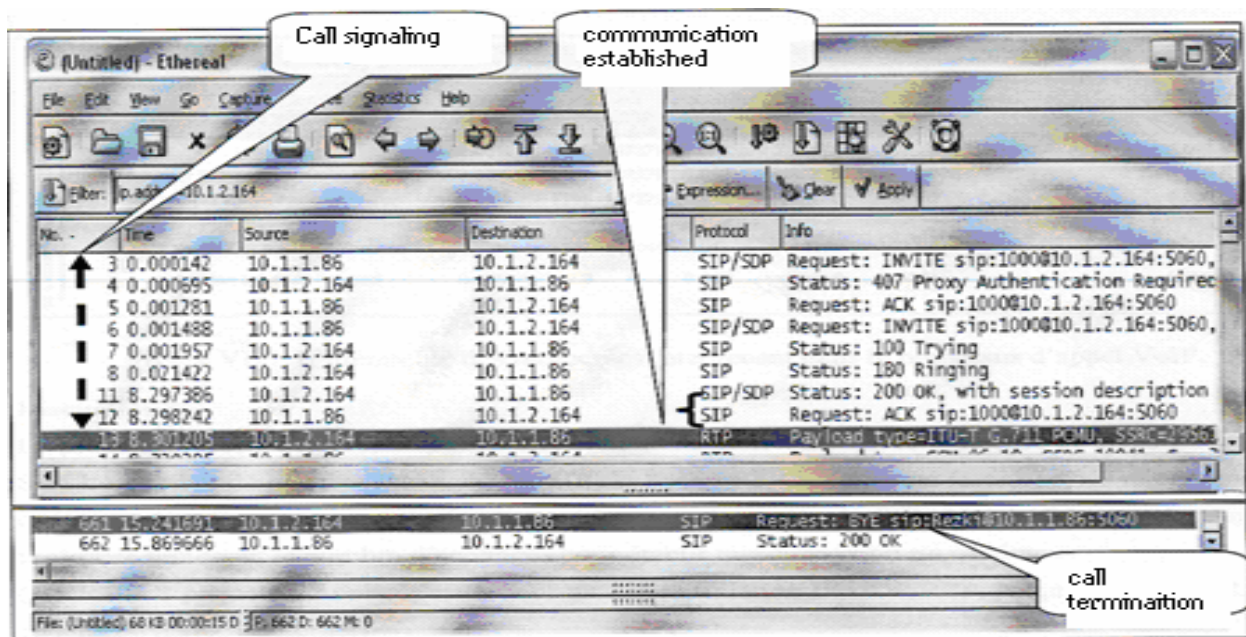 Call signaling
communication
established
(Untitled) - Ethereal
File Edit View Go Capture Statistics Help
Filter: 10.1.2.164 Expression... Clear Apply
No. - Time Source Destination Protocol Info
3 0.000142 10.1.1.86 10.1.2.164 SIP/SDP Request: INVITE sip:1000@10.1.2.164:5060,
4 0.000695 10.1.2.164 10.1.1.86 SIP Status: 407 Proxy Authentication Required
5 0.001281 10.1.1.86 10.1.2.164 SIP Request: ACK sip:1000@10.1.2.164:5060
6 0.001488 10.1.1.86 10.1.2.164 SIP/SDP Request: INVITE sip:1000@10.1.2.164:5060,
7 0.001957 10.1.2.164 10.1.1.86 SIP Status: 100 Trying
8 0.021422 10.1.2.164 10.1.1.86 SIP Status: 180 Ringing
11 8.297386 10.1.2.164 10.1.1.86 SIP/SDP Status: 200 OK, with session description
12 8.298242 10.1.1.86 10.1.2.164 SIP Request: ACK sip:1000@10.1.2.164:5060
13 8.301205 10.1.2.164 10.1.1.86 RTP Payload type=ITU-T G.711 PCMU,
661 15.241691 10.1.2.164 10.1.1.86 SIP Request: BYE sip:Rezki@10.1.1.86:5060
662 15.869666 10.1.1.86 10.1.2.164 SIP Status: 200 OK
call
terminaition
File: (Untitled) 68 KB 00:00:15 D P: 662 D: 662 M: 0